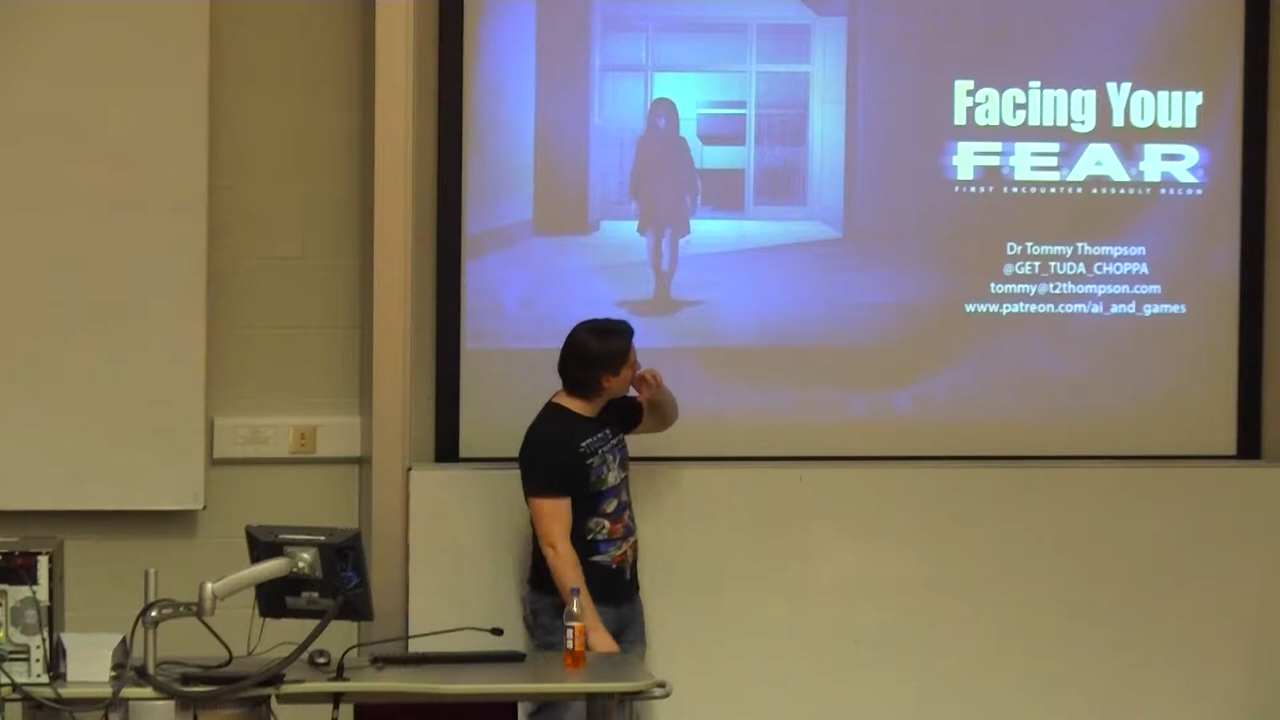 Facing Your
FEAR
FIRST ENCOUNTER ASSAULT RECON
Dr Tommy Thompson
@GET_TUDA_CHOPPA
tommy@t2thompson.com
www.patreon.com/ai_and_games